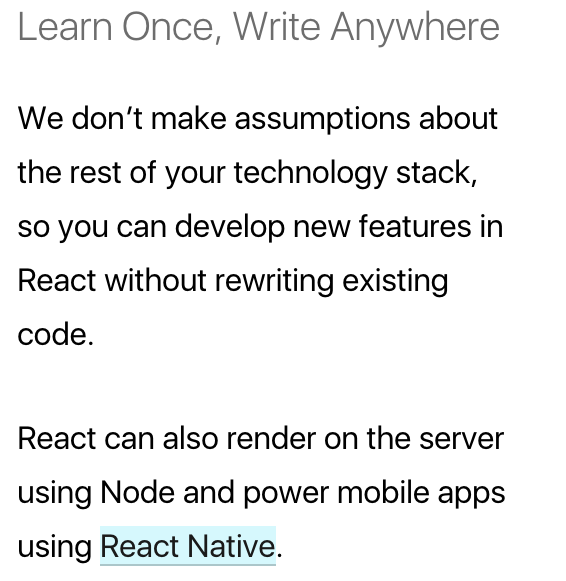 Learn Once, Write Anywhere
We don’t make assumptions about
the rest of your technology stack,
so you can develop new features in
React without rewriting existing
code.
React can also render on the server
using Node and power mobile apps
using React Native.